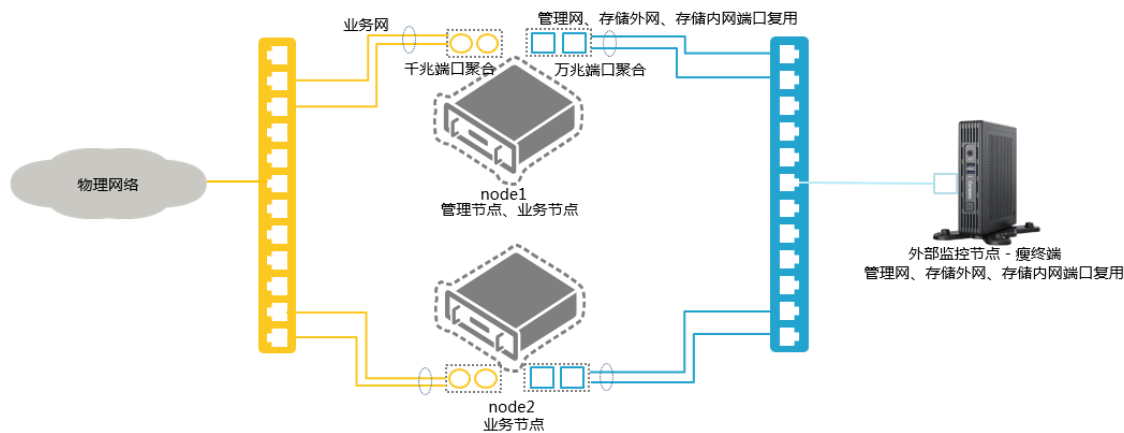 业务网
管理网、存储外网、存储内网端口复用
千兆端口聚合
万兆端口聚合
物理网络
node1
管理节点、业务节点
外部监控节点 - 瘦终端
管理网、存储外网、存储内网端口复用
node2
业务节点